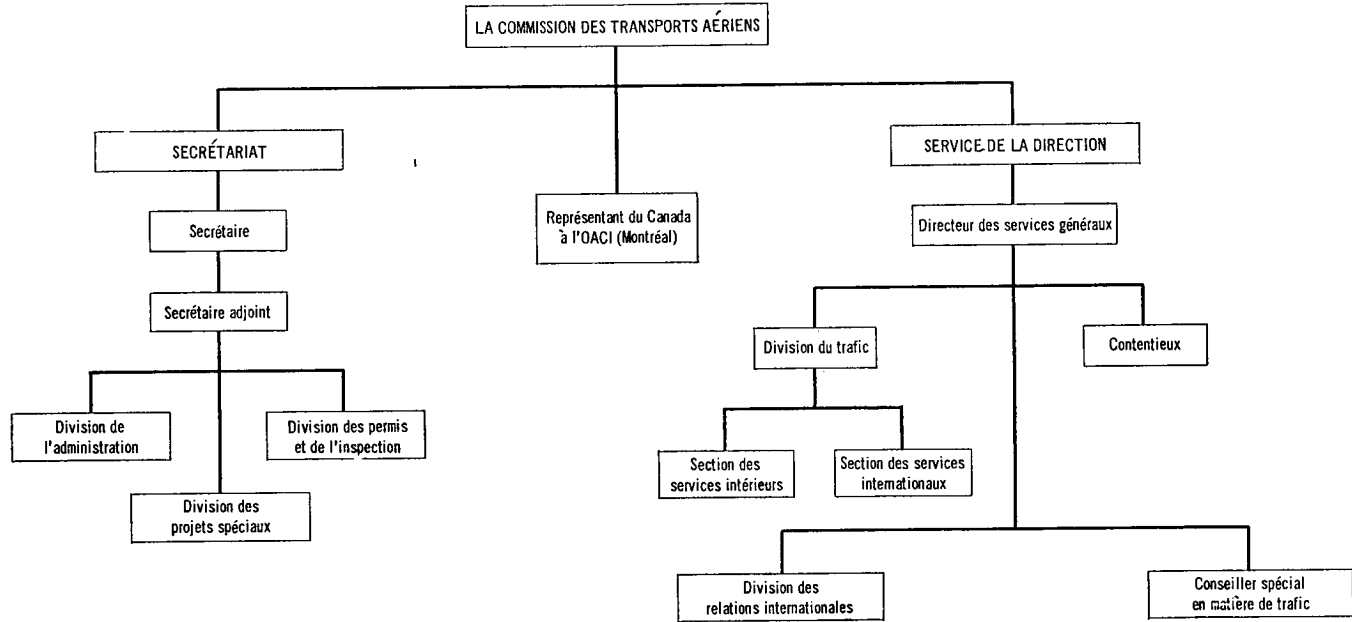 LA COMMISSION DES TRANSPORTS AÉRIENS
SECRÉTARIAT
SERVICE DE LA DIRECTION
Secrétaire
Représentant du Canada
à l'OACI (Montréal)
Directeur des services généraux
Secrétaire adjoint
Division du trafic
Contentieux
Division de
l'administration
Division des permis
et de l'inspection
Section des
services intérieurs
Section des services
internationaux
Division des
projets spéciaux
Division des
relations internationales
Conseiller spécial
en matière de trafic